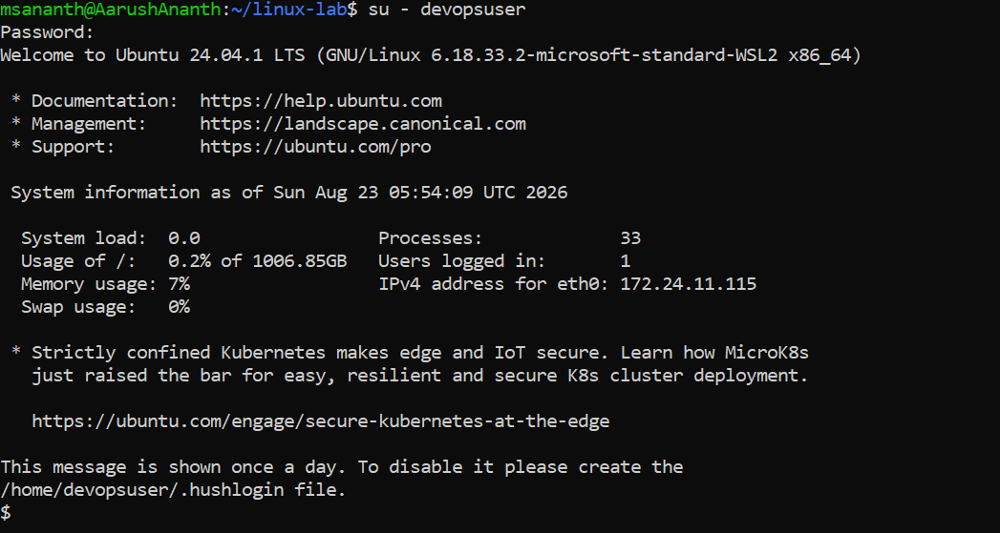 msananth@AarushAnanth:~/linux-lab$ su - devopsuser
Password:
Welcome to Ubuntu 24.04.1 LTS (GNU/Linux 6.18.33.2-microsoft-standard-WSL2 x86_64)

 * Documentation:  https://help.ubuntu.com
 * Management:     https://landscape.canonical.com
 * Support:        https://ubuntu.com/pro

 System information as of Sun Aug 23 05:54:09 UTC 2026

  System load:  0.0                 Processes:             33
  Usage of /:   0.2% of 1006.85GB   Users logged in:       1
  Memory usage: 7%                  IPv4 address for eth0: 172.24.11.115
  Swap usage:   0%

 * Strictly confined Kubernetes makes edge and IoT secure. Learn how MicroK8s
   just raised the bar for easy, resilient and secure K8s cluster deployment.

   https://ubuntu.com/engage/secure-kubernetes-at-the-edge

This message is shown once a day. To disable it please create the
/home/devopsuser/.hushlogin file.
$